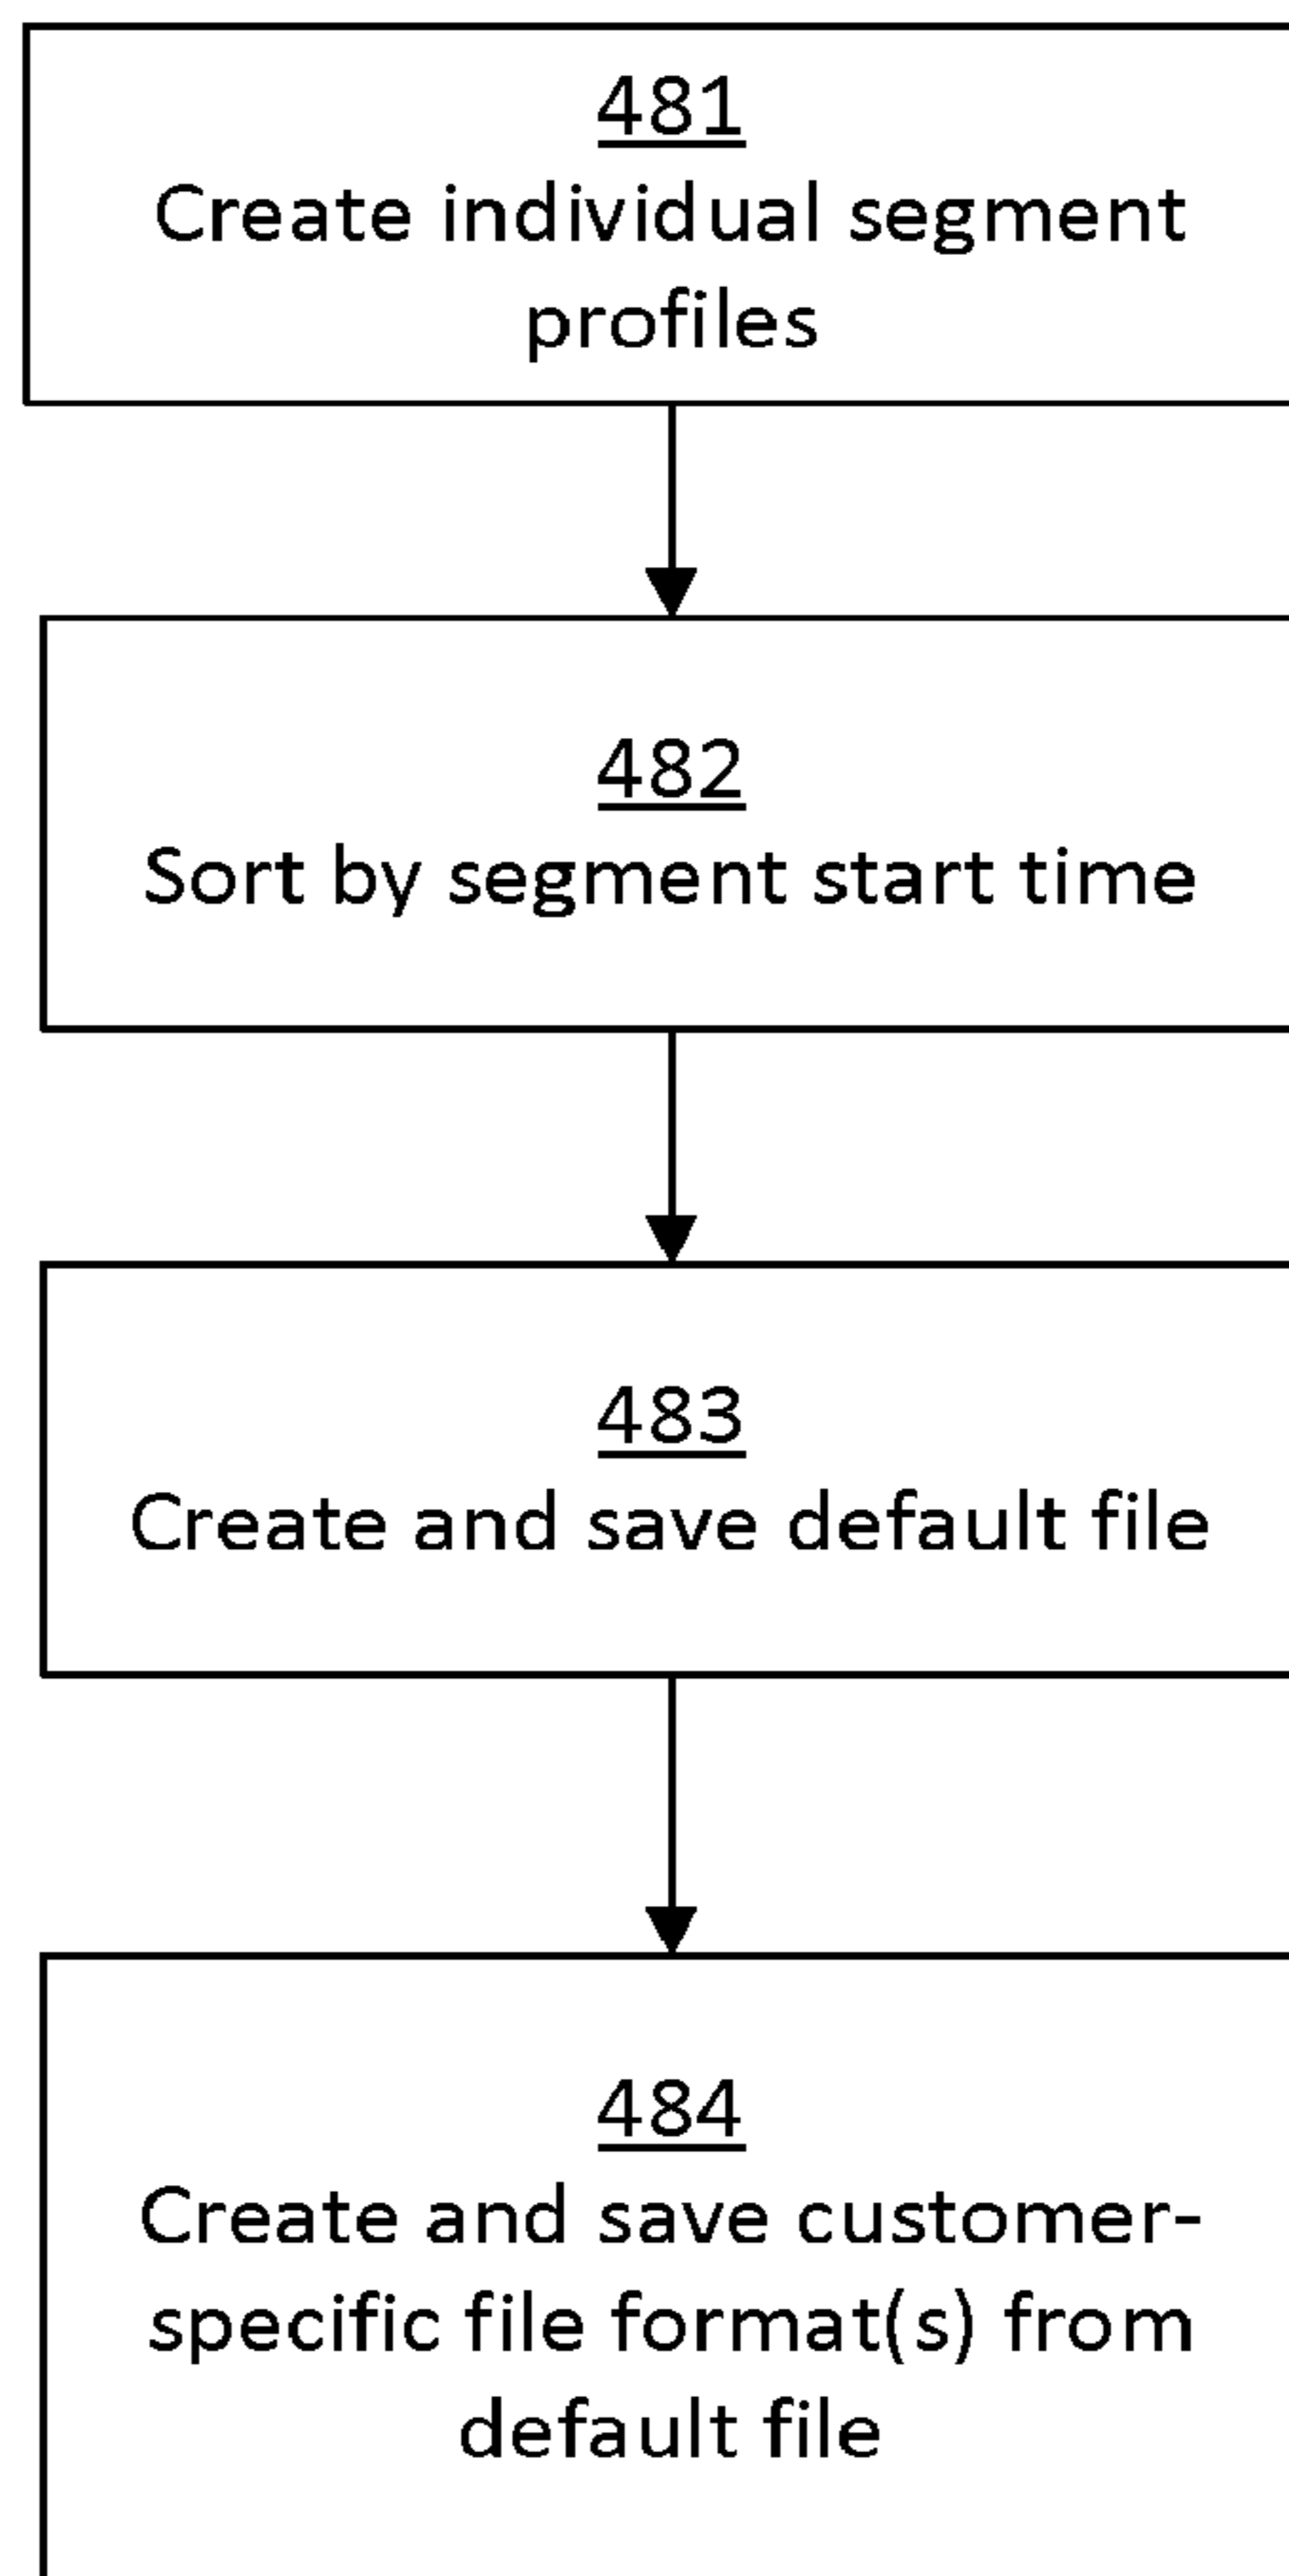 481
Create individual segment
profiles
482
Sort by segment start time
483
Create and save default file
484
Create and save customer-
specific file format(s) from
default file